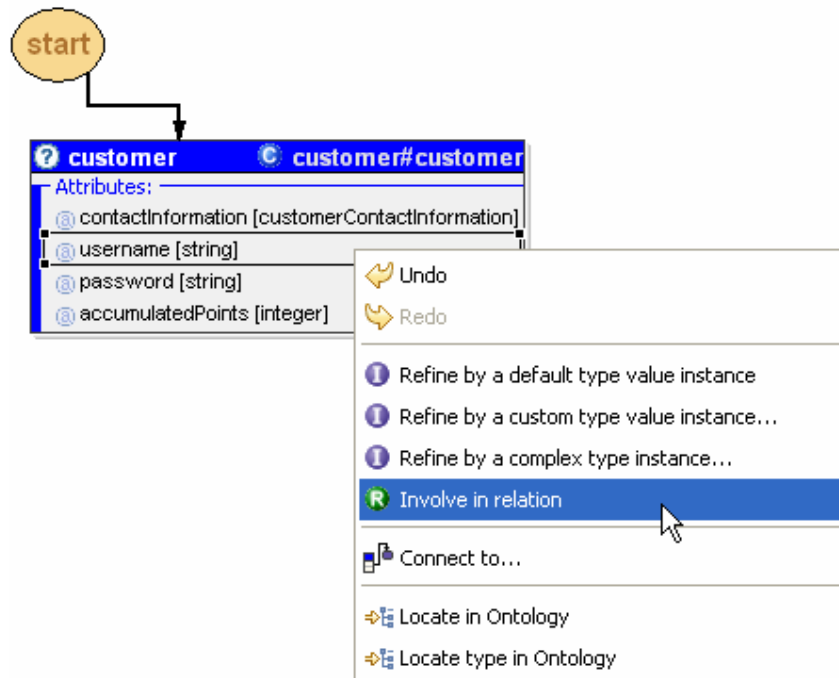 start
customer customer#customer
Attributes:
contactInformation [customerContactInformation]
username [string]
password [string]
accumulatedPoints [integer]
Undo
Redo
Refine by a default type value instance
Refine by a custom type value instance...
Refine by a complex type instance...
Involve in relation
Connect to...
Locate in Ontology
Locate type in Ontology